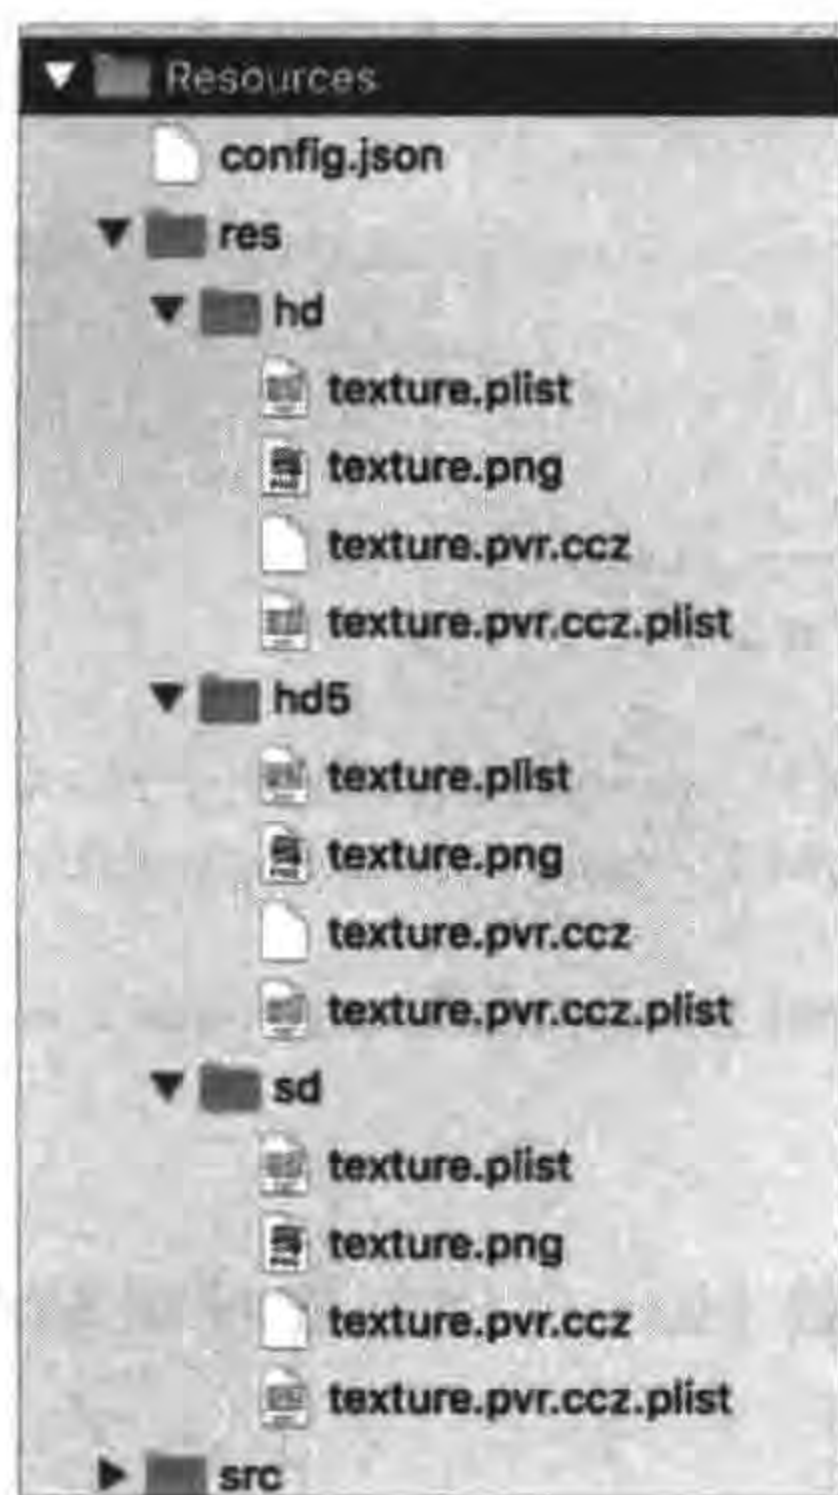 Resources
config.json
res
hd
texture.plist
texture.png
texture.pvr.ccz
texture.pvr.ccz.plist
hd5
texture.plist
texture.png
texture.pvr.ccz
texture.pvr.ccz.plist
sd
texture.plist
texture.png
texture.pvr.ccz
texture.pvr.ccz.plist
src